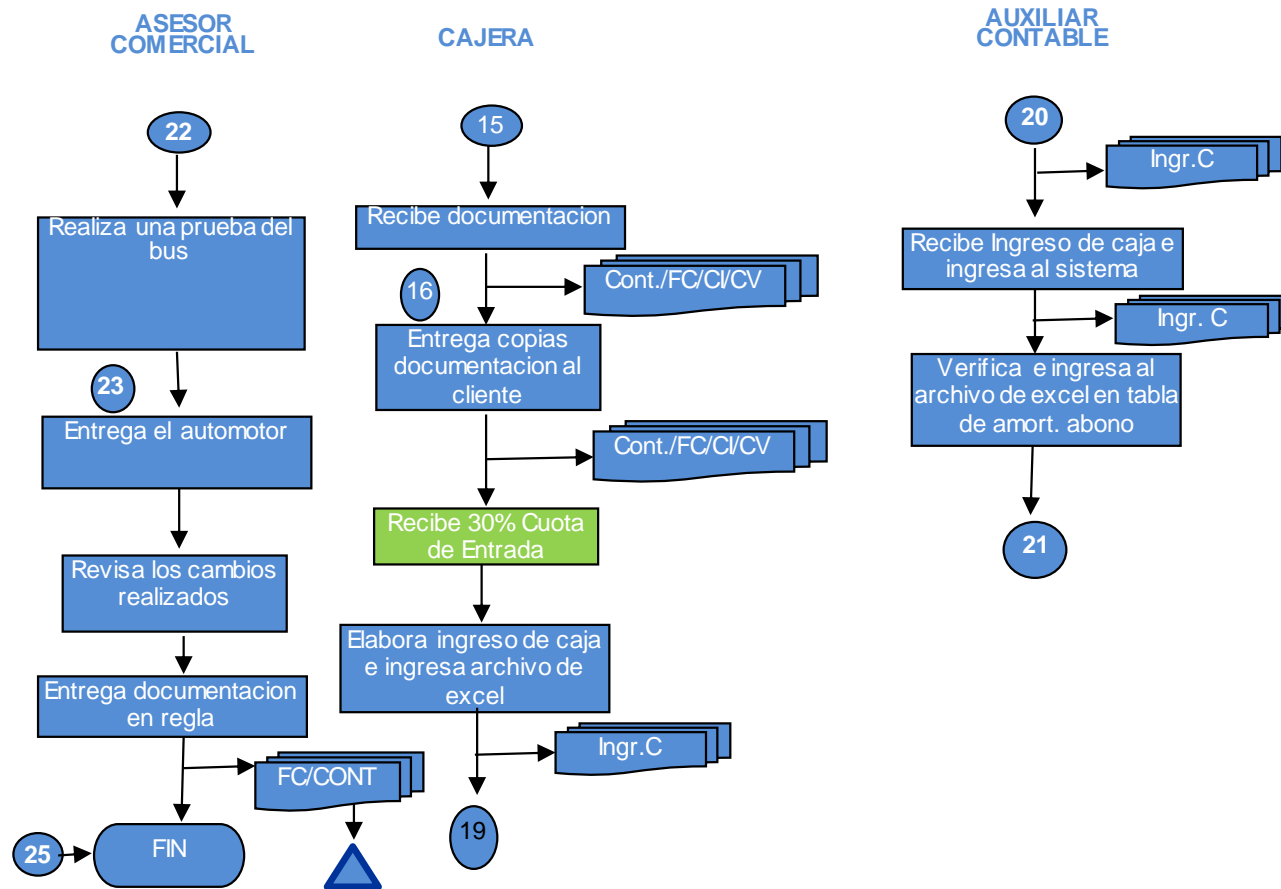 ASESOR
COMERCIAL
22
Realiza una prueba del
bus
23
Entrega el automotor
Revisa los cambios
realizados
Entrega documentacion
en regla
FC/CONT
25
FIN
CAJERA
15
Recibe documentacion
Cont./FC/CI/CV
16
Entrega copias
documentacion al
cliente
Cont./FC/CI/CV
Recibe 30% Cuota
de Entrada
Elabora ingreso de caja
e ingresa archivo de
excel
Ingr.C
19
AUXILIAR
CONTABLE
20
Ingr.C
Recibe Ingreso de caja e
ingresa al sistema
Ingr. C
Verifica e ingresa al
archivo de excel en tabla
de amort. abono
21